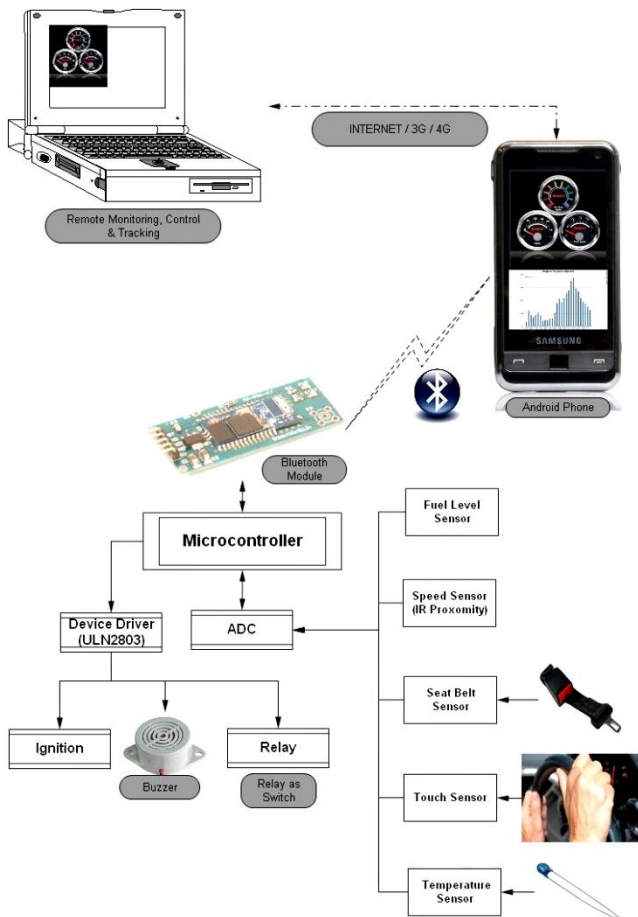 INTERNET / 3G / 4G
Remote Monitoring, Control
& Tracking
SAMSUNG
Android Phone
Bluetooth
Module
Microcontroller
Fuel Level
Sensor
Device Driver
(ULN2803)
ADC
Speed Sensor
(IR Proxomity)
Ignition
Buzzer
Relay
Relay as
Switch
Seat Belt
Sensor
Touch Sensor
Temperature
Sensor